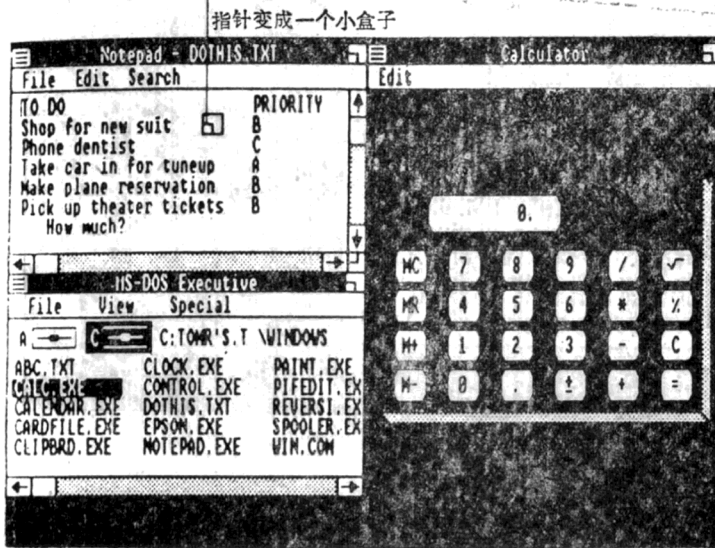 指针变成一个小盒子
Notepad - DOTHIS.TXT
File Edit Search
TO DO PRIORITY
Shop for new suit B
Phone dentist C
Take car in for tuneup A
Make plane reservation B
Pick up theater tickets B
How much?
MS-DOS Executive
File View Special
A C C:TOMR'S.T \WINDOWS
ABC.TXT CLOCK.EXE PAINT.EXE
CALC.EXE CONTROL.EXE PIFEDIT.EX
CALENDAR.EXE DOTHIS.TXT REVERSI.EX
CARDFILE.EXE EPSON.EXE SPOOLER.EX
CLIPBRD.EXE NOTEPAD.EXE WIN.COM
Calculator
Edit
0.
MC 7 8 9 / √
MR 4 5 6 * %
M+ 1 2 3 - C
M- 0 . ± + =